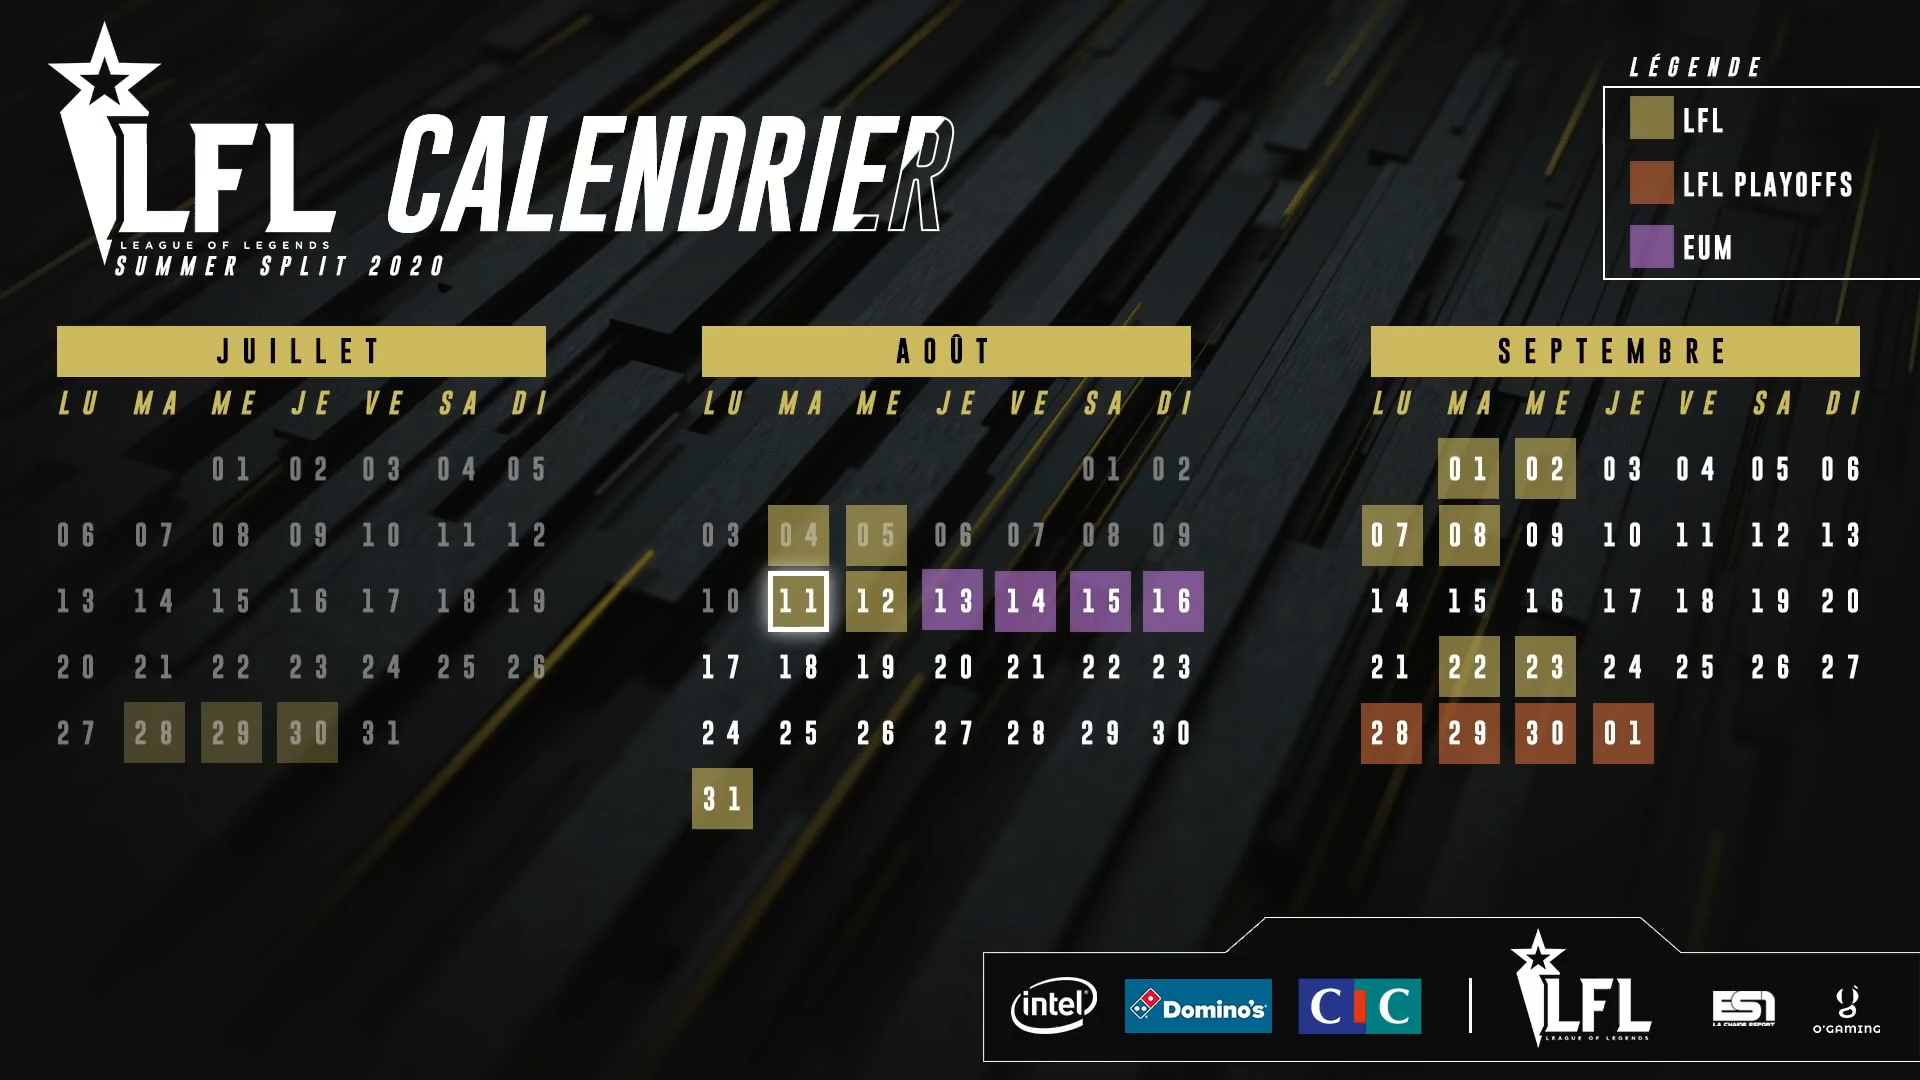 LFL
LEAGUE OF LEGENDS
SUMMER SPLIT 2020
CALENDRIER
LÉGENDE
LFL
LFL PLAYOFFS
EUM
JUILLET
LU MA ME JE VE SA DI
01 02 03 04 05
06 07 08 09 10 11 12
13 14 15 16 17 18 19
20 21 22 23 24 25 26
27 28 29 30 31
AOÛT
LU MA ME JE VE SA DI
01 02
03 04 05 06 07 08 09
10 11 12 13 14 15 16
17 18 19 20 21 22 23
24 25 26 27 28 29 30
31
SEPTEMBRE
LU MA ME JE VE SA DI
01 02 03 04 05 06
07 08 09 10 11 12 13
14 15 16 17 18 19 20
21 22 23 24 25 26 27
28 29 30 01
intel
Domino's
CIC
LFL
LEAGUE OF LEGENDS
ES1
LA CHAINE ESPORT
O'GAMING